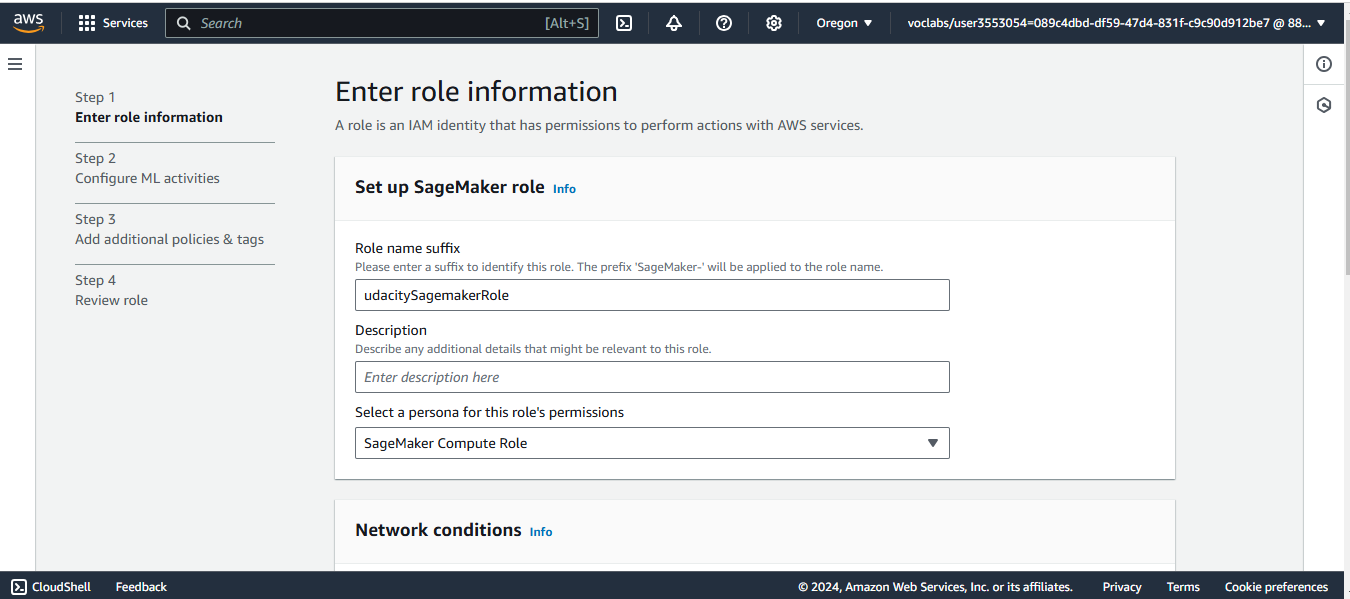 aws
Services
Search
[Alt+S]
Oregon
voclabs/user3553054=089c4dbd-df59-47d4-831f-c9c90d912be7 @ 88...
Step 1
Enter role information
Step 2
Configure ML activities
Step 3
Add additional policies & tags
Step 4
Review role
Enter role information
A role is an IAM identity that has permissions to perform actions with AWS services.
Set up SageMaker role Info
Role name suffix
Please enter a suffix to identify this role. The prefix 'SageMaker-' will be applied to the role name.
udacitySagemakerRole
Description
Describe any additional details that might be relevant to this role.
Enter description here
Select a persona for this role's permissions
SageMaker Compute Role
Network conditions Info
CloudShell
Feedback
© 2024, Amazon Web Services, Inc. or its affiliates.
Privacy
Terms
Cookie preferences